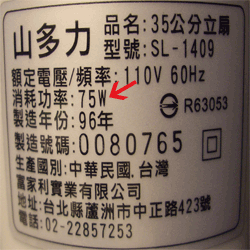 山多力 品名:35公分立扇
型號:SL-1409
額定電壓/頻率:110V 60Hz
消耗功率:75W
製造年份:96年 R63053
製造號碼:0080765
生產國別:中華民國.台灣
富家利實業有限公司
地址:台北縣蘆洲市中正路423號
電話:02-22857253